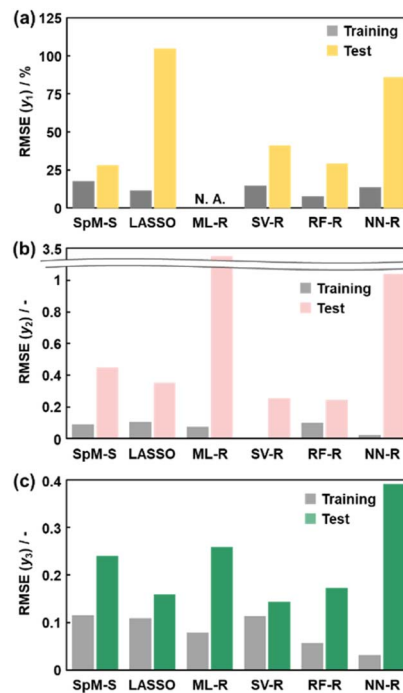 (a)
125
100
75
50
25
0
RMSE (y₁) / %
Training
Test
N. A.
SpM-S LASSO ML-R SV-R RF-R NN-R
(b)
3.5
1
0.8
0.6
0.4
0.2
0
RMSE (y₂) / -
Training
Test
SpM-S LASSO ML-R SV-R RF-R NN-R
(c)
0.4
0.3
0.2
0.1
0
RMSE (y₃) / -
Training
Test
SpM-S LASSO ML-R SV-R RF-R NN-R